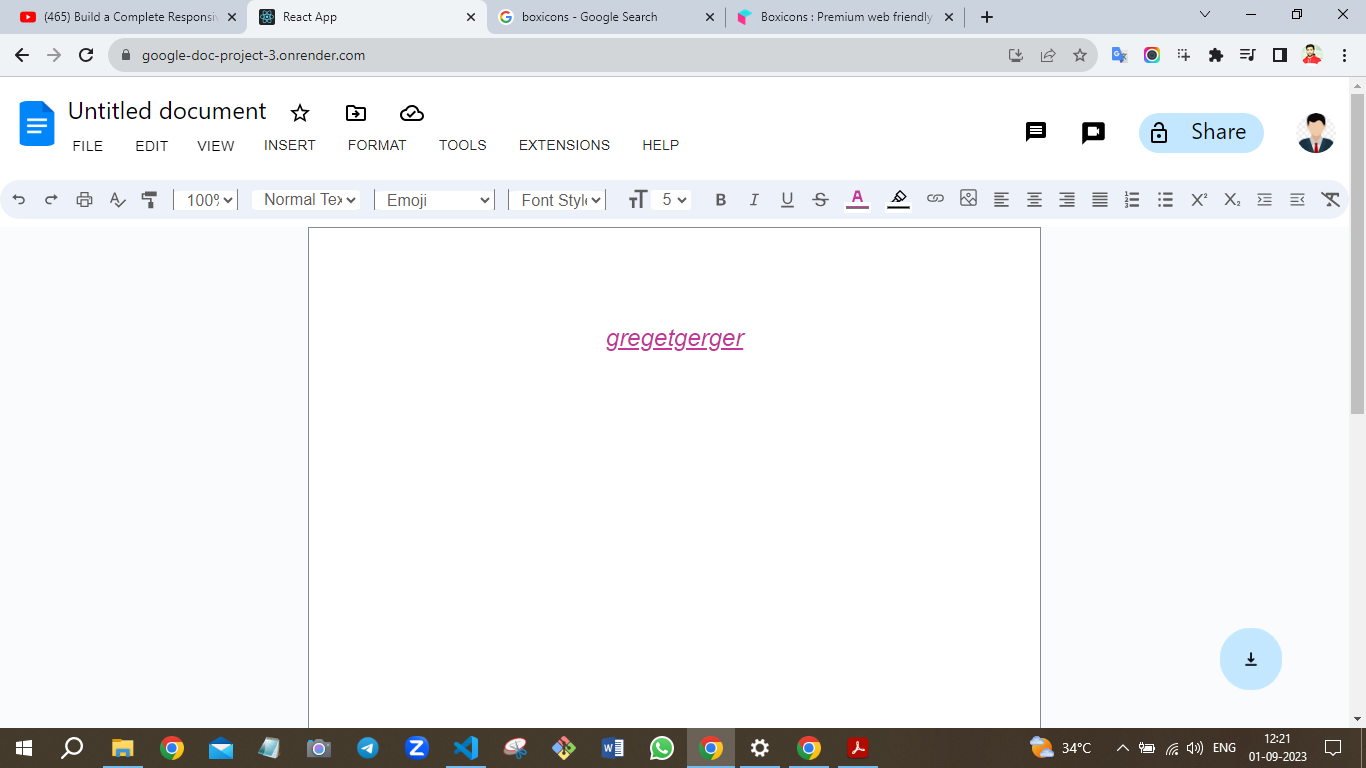 (465) Build a Complete Responsiv
React App
boxicons - Google Search
Boxicons : Premium web friendly
google-doc-project-3.onrender.com
Untitled document
Share
FILE EDIT VIEW INSERT FORMAT TOOLS EXTENSIONS HELP
100% Normal Tex Emoji Font Style 5 B I U S A X² X₂
gregetgerger
34°C ENG 12:21
01-09-2023